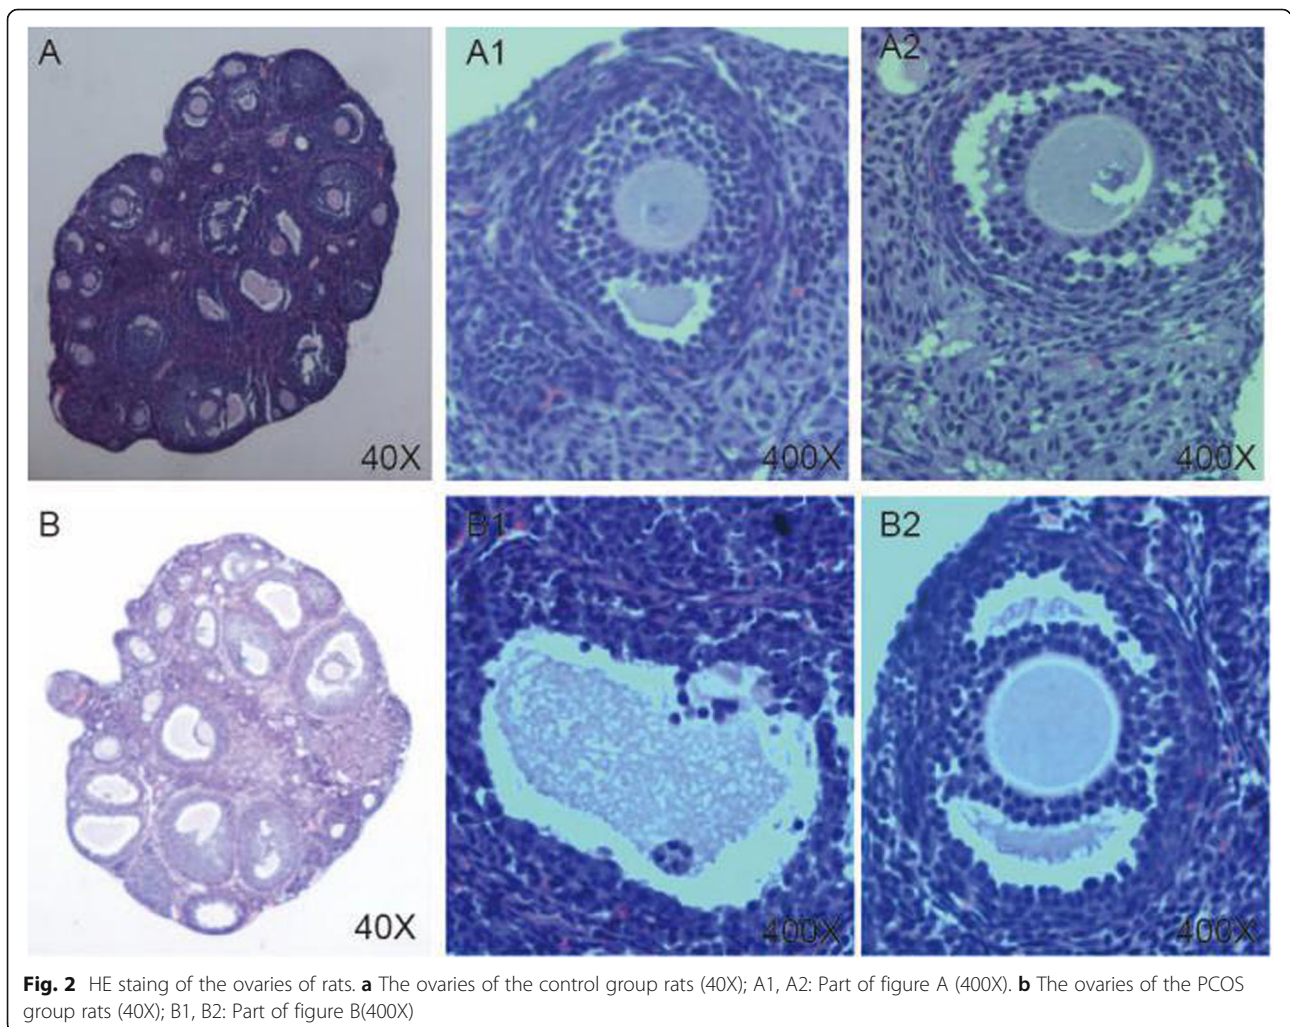 A
A1
A2
40X
400X
400X
B
B1
B2
40X
400X
400X
Fig. 2 HE staing of the ovaries of rats. a The ovaries of the control group rats (40X); A1, A2: Part of figure A (400X). b The ovaries of the PCOS
group rats (40X); B1, B2: Part of figure B(400X)